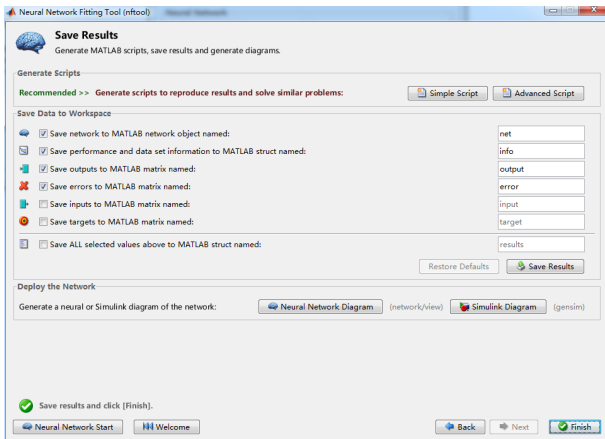 Neural Network Fitting Tool (nftool)
Save Results
Generate MATLAB scripts, save results and generate diagrams.
Generate Scripts
Recommended >> Generate scripts to reproduce results and solve similar problems: Simple Script Advanced Script
Save Data to Workspace
Save network to MATLAB network object named: net
Save performance and data set information to MATLAB struct named: info
Save outputs to MATLAB matrix named: output
Save errors to MATLAB matrix named: error
Save inputs to MATLAB matrix named: input
Save targets to MATLAB matrix named: target
Save ALL selected values above to MATLAB struct named: results
Restore Defaults Save Results
Deploy the Network
Generate a neural or Simulink diagram of the network: Neural Network Diagram (network/view) Simulink Diagram (gensim)
Save results and click [Finish].
Neural Network Start Welcome Back Next Finish